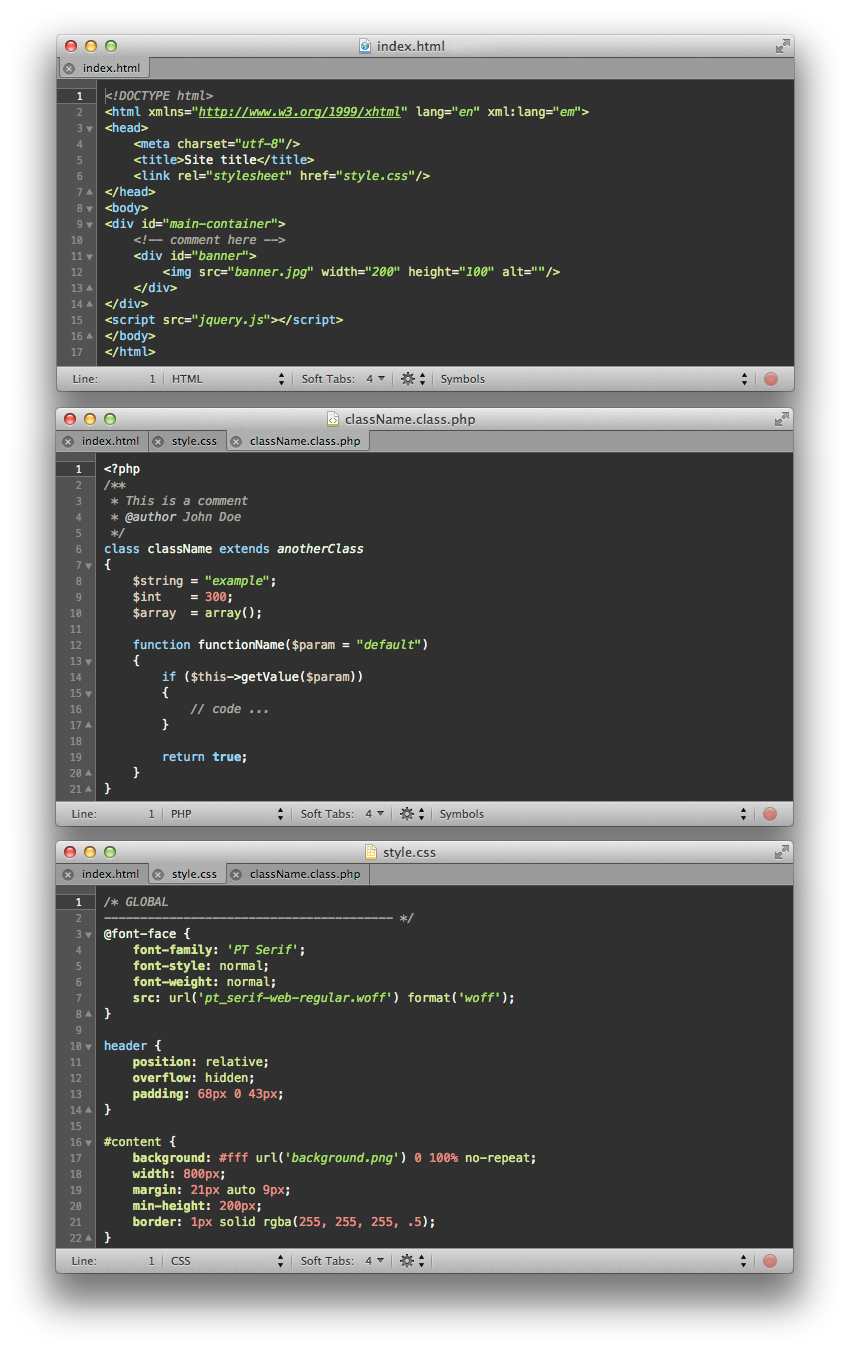 index.html
index.html
1 <!DOCTYPE html>
2 <html xmlns="http://www.w3.org/1999/xhtml" lang="en" xml:lang="em">
3 <head>
4     <meta charset="utf-8"/>
5     <title>Site title</title>
6     <link rel="stylesheet" href="style.css"/>
7 </head>
8 <body>
9 <div id="main-container">
10     <!-- comment here -->
11     <div id="banner">
12         <img src="banner.jpg" width="200" height="100" alt=""/>
13     </div>
14 </div>
15 <script src="jquery.js"></script>
16 </body>
17 </html>
Line: 1 HTML Soft Tabs: 4 Symbols
className.class.php
index.html style.css className.class.php
1 <?php
2 /**
3  * This is a comment
4  * @author John Doe
5  */
6 class className extends anotherClass
7 {
8     $string = "example";
9     $int    = 300;
10     $array  = array();
11
12     function functionName($param = "default")
13     {
14         if ($this->getValue($param))
15         {
16             // code ...
17         }
18
19         return true;
20     }
21 }
Line: 1 PHP Soft Tabs: 4 Symbols
style.css
index.html style.css className.class.php
1 /* GLOBAL
2 ---------------------------------------- */
3 @font-face {
4     font-family: 'PT Serif';
5     font-style: normal;
6     font-weight: normal;
7     src: url('pt_serif-web-regular.woff') format('woff');
8 }
9
10 header {
11     position: relative;
12     overflow: hidden;
13     padding: 68px 0 43px;
14 }
15
16 #content {
17     background: #fff url('background.png') 0 100% no-repeat;
18     width: 800px;
19     margin: 21px auto 9px;
20     min-height: 200px;
21     border: 1px solid rgba(255, 255, 255, .5);
22 }
Line: 1 CSS Soft Tabs: 4